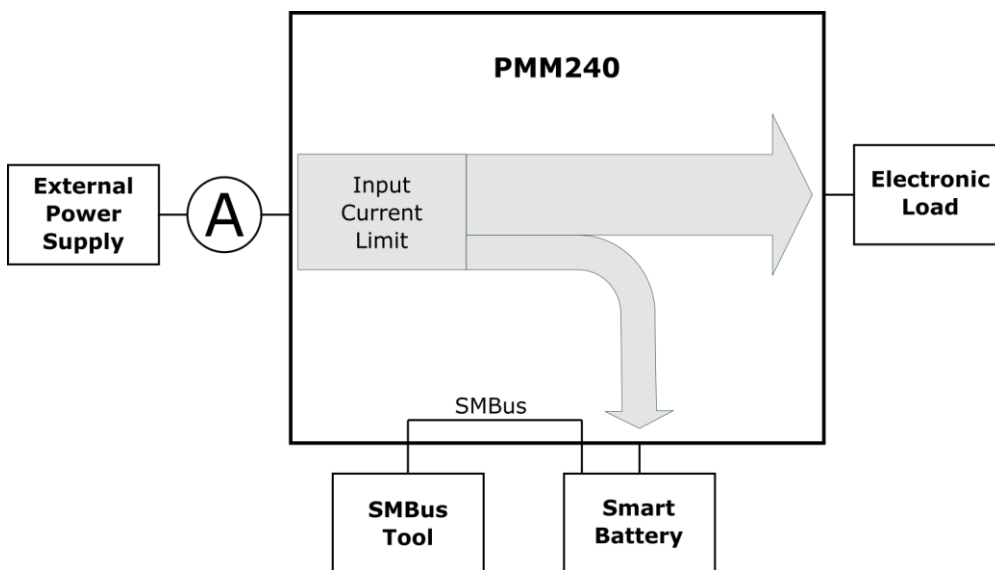 PMM240
External
Power
Supply
A
Input
Current
Limit
Electronic
Load
SMBus
SMBus
Tool
Smart
Battery